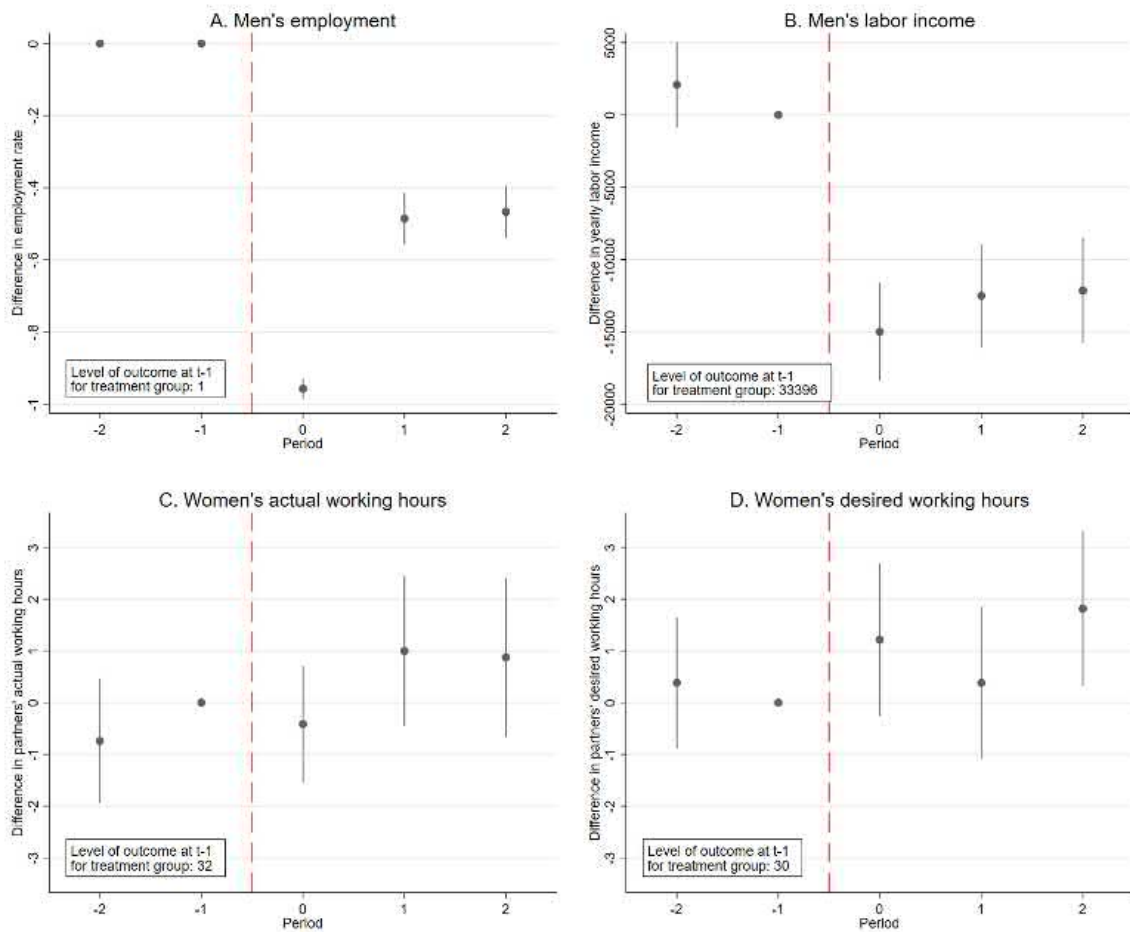 A. Men's employment
Difference in employment rate
0
-.2
-.4
-.6
-.8
-1
Level of outcome at t-1
for treatment group: 1
-2
-1
0
1
2
Period
B. Men's labor income
Difference in yearly labor income
5000
0
-5000
-10000
-15000
-20000
Level of outcome at t-1
for treatment group: 33396
-2
-1
0
1
2
Period
C. Women's actual working hours
Difference in partners' actual working hours
3
2
1
0
-1
-2
-3
Level of outcome at t-1
for treatment group: 32
-2
-1
0
1
2
Period
D. Women's desired working hours
Difference in partners' desired working hours
3
2
1
0
-1
-2
-3
Level of outcome at t-1
for treatment group: 30
-2
-1
0
1
2
Period